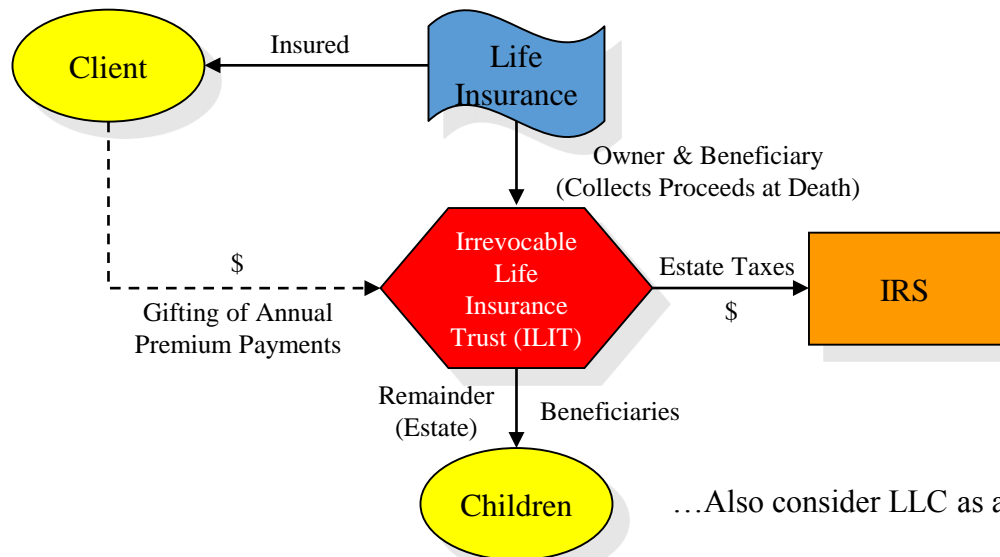 Insured
Client
Life
Insurance
Owner & Beneficiary
(Collects Proceeds at Death)
$
Gifting of Annual
Premium Payments
Irrevocable
Life
Insurance
Trust (ILIT)
Estate Taxes
$
IRS
Remainder
(Estate)
Beneficiaries
Children
…Also consider LLC as a